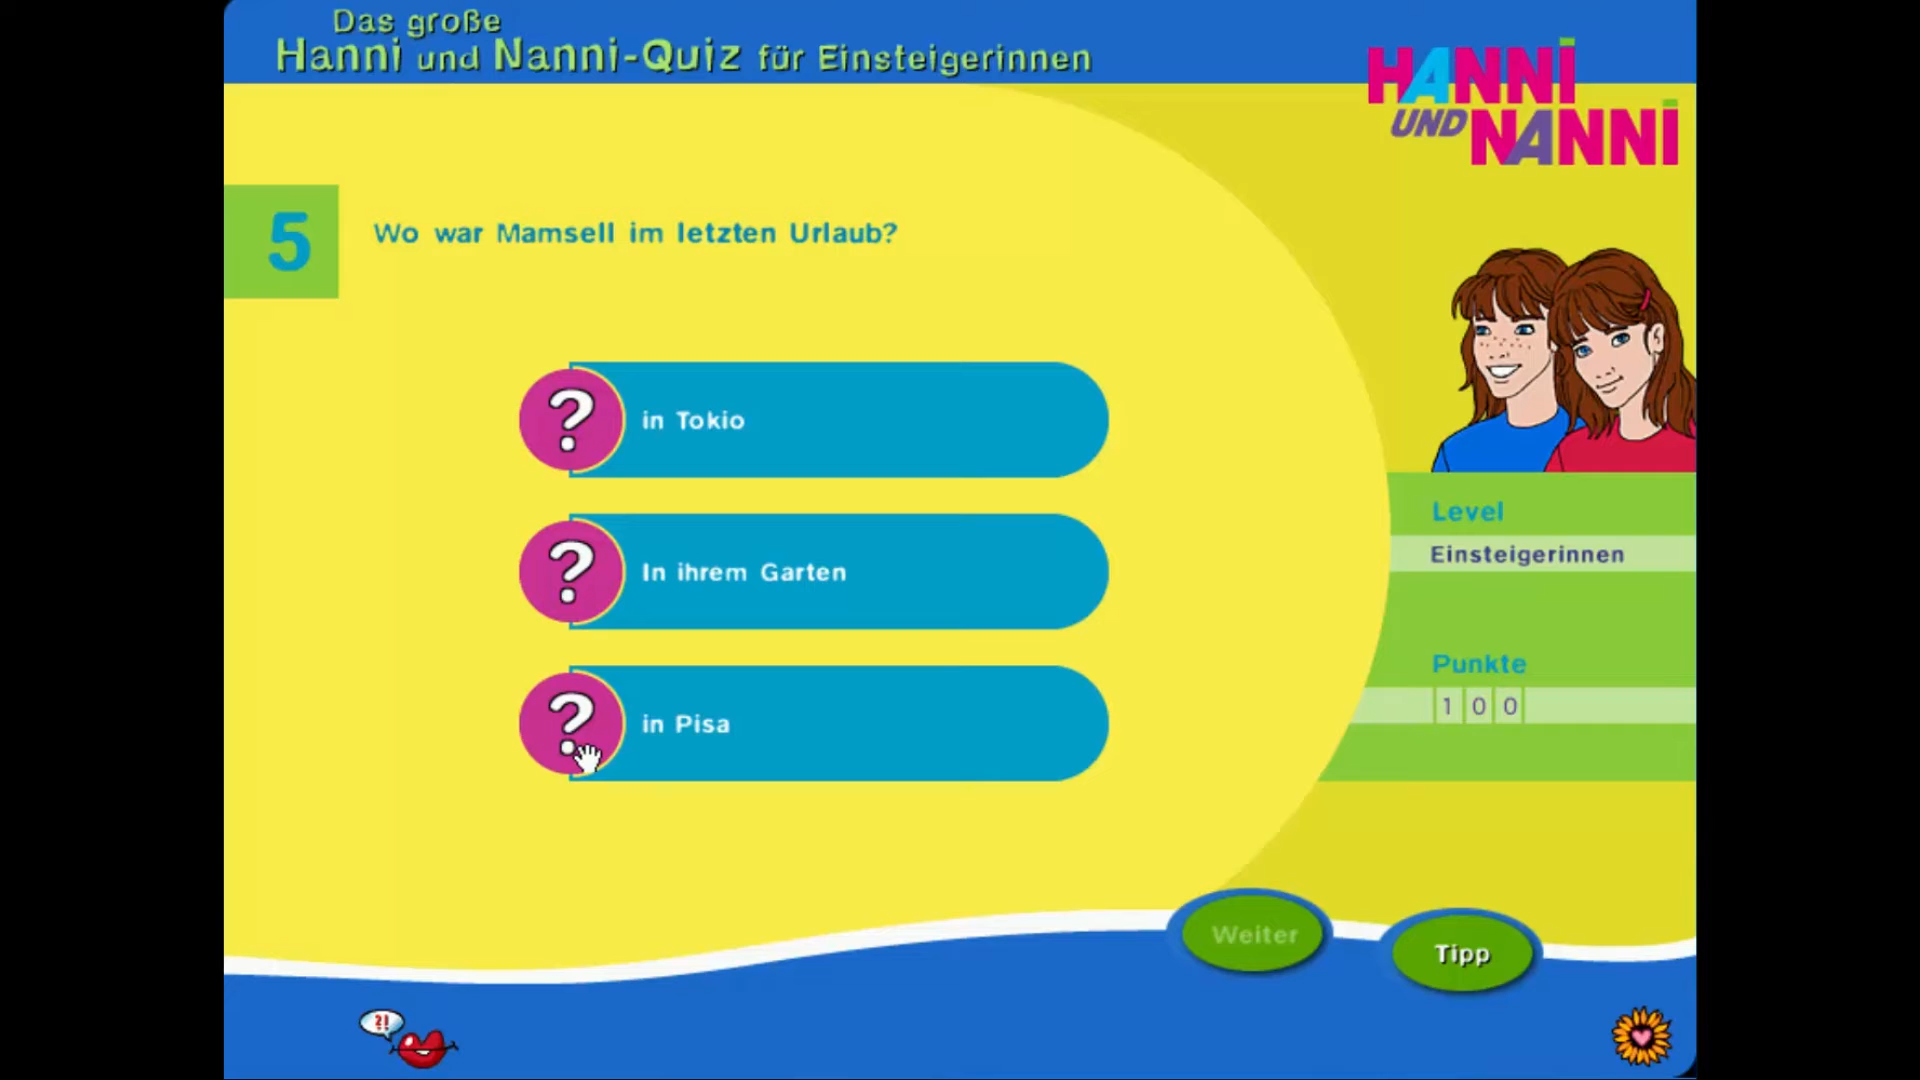 Das große
Hanni und Nanni-Quiz für Einsteigerinnen
HANNI
UND NANNI
5
Wo war Mamsell im letzten Urlaub?
?
in Tokio
?
In ihrem Garten
?
in Pisa
Level
Einsteigerinnen
Punkte
100
Weiter
Tipp
?!